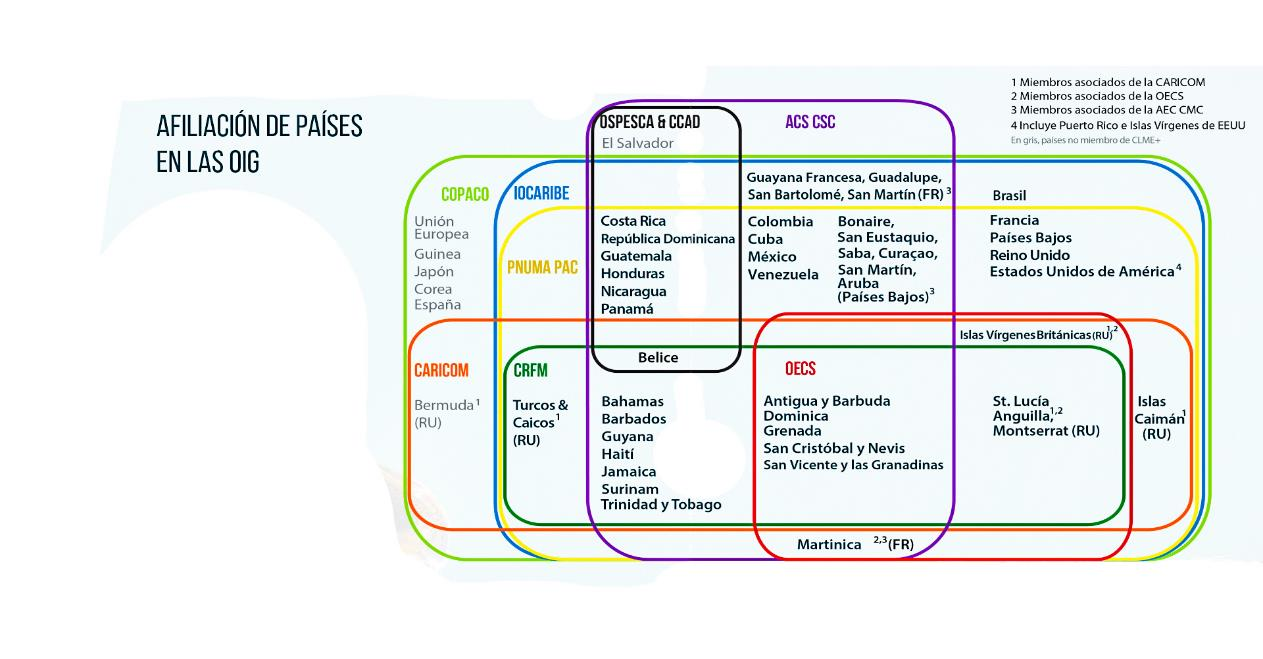 AFILIACIÓN DE PAÍSES
EN LAS OIG
1 Miembros asociados de la CARICOM
2 Miembros asociados de la OECS
3 Miembros asociados de la AEC CMC
4 Incluye Puerto Rico e Islas Vírgenes de EEUU
En gris, países no miembro de CLME+
OSPESCA & CCAD
El Salvador
ACS CSC
COPACO
Unión
Europea
Guinea
Japón
Corea
España
IOCARIBE
Guayana Francesa, Guadalupe,
San Bartolomé, San Martín (FR) 3
Brasil
PNUMA PAC
Costa Rica
República Dominicana
Guatemala
Honduras
Nicaragua
Panamá
Colombia
Cuba
México
Venezuela
Bonaire,
San Eustaquio,
Saba, Curaçao,
San Martín,
Aruba
(Países Bajos)3
Francia
Países Bajos
Reino Unido
Estados Unidos de América4
Islas Vírgenes Británicas (RU)1,2
Belice
CARICOM
Bermuda1
(RU)
CRFM
Turcos &
Caicos1
(RU)
Bahamas
Barbados
Guyana
Haití
Jamaica
Surinam
Trinidad y Tobago
OECS
Antigua y Barbuda
Dominica
Grenada
San Cristóbal y Nevis
San Vicente y las Granadinas
St. Lucía
Anguilla,1,2
Montserrat (RU)
Islas
Caimán1
(RU)
Martinica 2,3(FR)